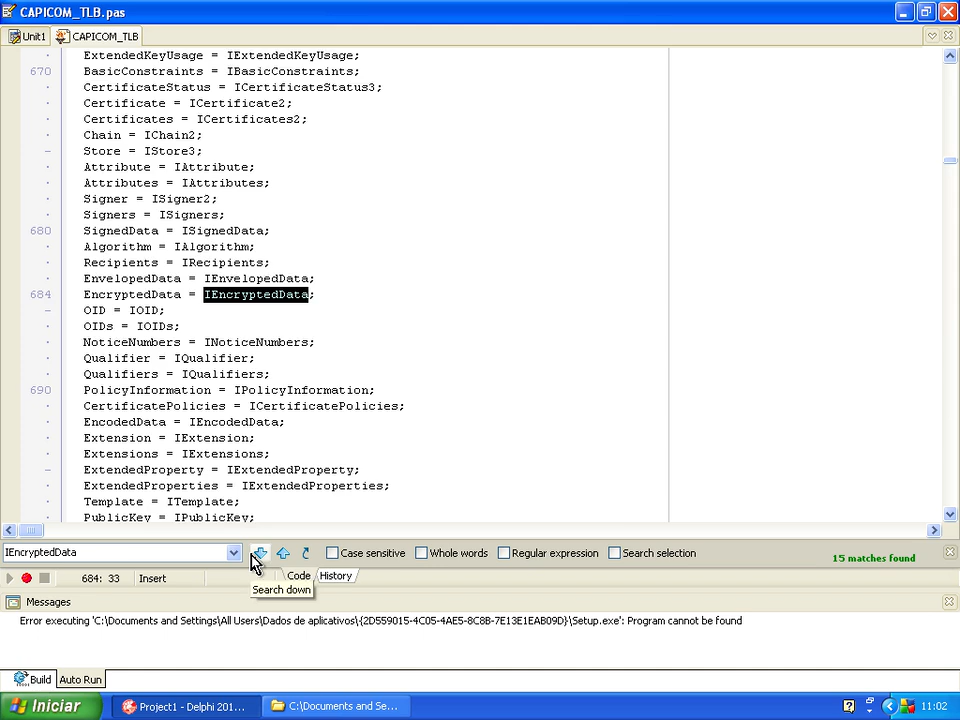 CAPICOM_TLB.pas
Unit1 CAPICOM_TLB
ExtendedKeyUsage = IExtendedKeyUsage;
670 BasicConstraints = IBasicConstraints;
CertificateStatus = ICertificateStatus3;
Certificate = ICertificate2;
Certificates = ICertificates2;
Chain = IChain2;
Store = IStore3;
Attribute = IAttribute;
Attributes = IAttributes;
Signer = ISigner2;
Signers = ISigners;
680 SignedData = ISignedData;
Algorithm = IAlgorithm;
Recipients = IRecipients;
EnvelopedData = IEnvelopedData;
684 EncryptedData = IEncryptedData;
OID = IOID;
OIDs = IOIDs;
NoticeNumbers = INoticeNumbers;
Qualifier = IQualifier;
Qualifiers = IQualifiers;
690 PolicyInformation = IPolicyInformation;
CertificatePolicies = ICertificatePolicies;
EncodedData = IEncodedData;
Extension = IExtension;
Extensions = IExtensions;
ExtendedProperty = IExtendedProperty;
ExtendedProperties = IExtendedProperties;
Template = ITemplate;
PublicKey = IPublicKey;
IEncryptedData Case sensitive Whole words Regular expression Search selection 15 matches found
684: 33 Insert Code History
Search down
Messages
Error executing 'C:\Documents and Settings\All Users\Dados de aplicativos\{2D559015-4C05-4AE5-8C8B-7E13E1EAB09D}\Setup.exe': Program cannot be found
Build Auto Run
Iniciar Project1 - Delphi 201... C:\Documents and Se... 11:02